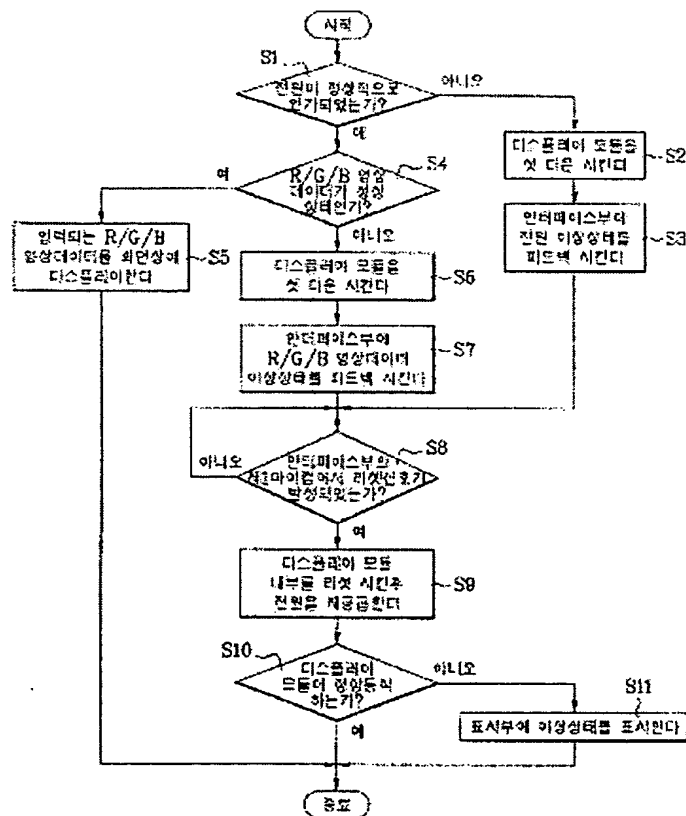 시작
S1
전원이 정상적으로
인가되었는가?
아니오
예
디스플레이 모듈을
셧 다운 시킨다
S2
인터페이스부에
전원 이상상태를
피드백 시킨다
S3
예
R/G/B 영상
데이터가 정상
상태인가?
S4
아니오
입력되는 R/G/B
영상데이터를 화면상에
디스플레이한다
S5
디스플레이 모듈을
셧 다운 시킨다
S6
인터페이스부에
R/G/B 영상데이터
이상상태를 피드백 시킨다
S7
아니오
인터페이스부의
제1마이컴에서 리셋신호가
발생되었는가?
S8
예
디스플레이 모듈
내부를 리셋 시킨후
전원을 재공급한다
S9
S10
디스플레이
모듈이 정상동작
하는가?
아니오
예
S11
표시부에 이상상태를 표시한다
종료